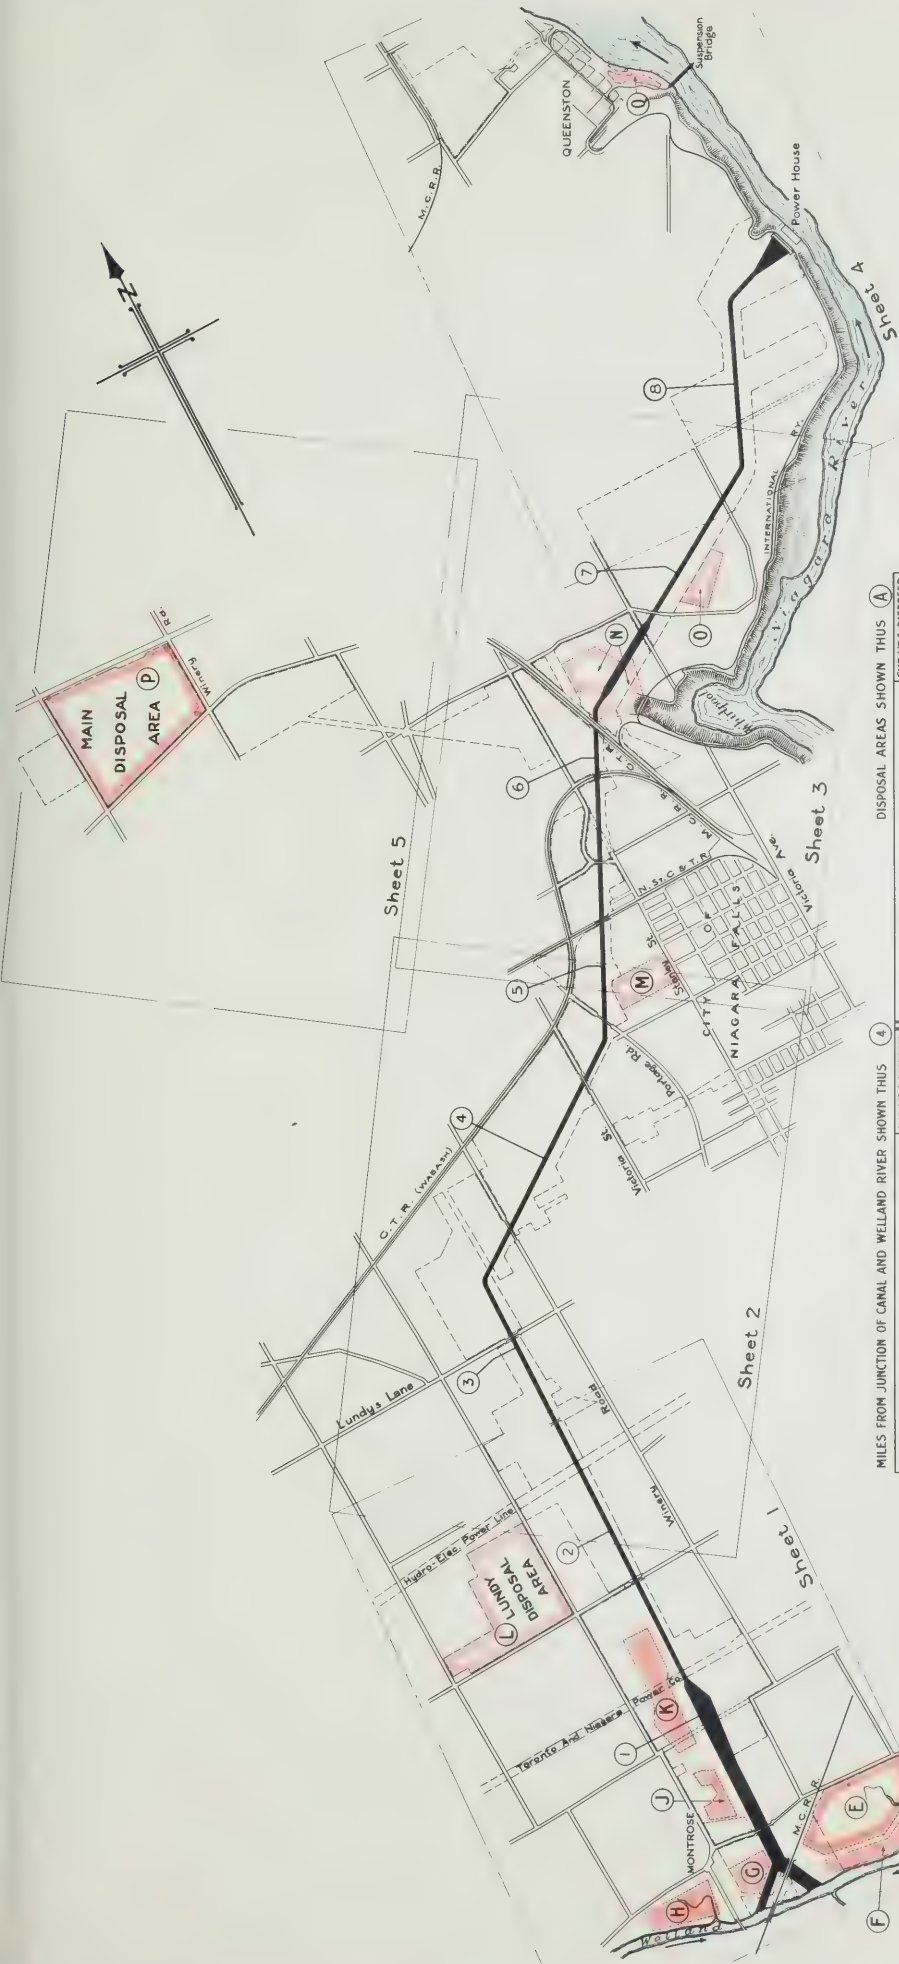 Suspension
Bridge
QUEENSTON
Q
M.C.R.R.
Power House
N
Sheet 4
8
Niagara River
INTERNATIONAL RY.
7
O
N
MAIN
DISPOSAL
AREA P
Winery Rd.
Whirlpool
G.T.R.
M.C.R.R.
6
Sheet 5
Sheet 3
Victoria Ave.
N. St. C & T. R.
5
M
Stanley St
CITY OF
NIAGARA FALLS
Portage Rd.
Victoria St.
4
G.T.R. (WABASH)
Sheet 2
3
Lundys Lane
Winery Road
Hydro-Elec Power Line
2
L LUNDY
DISPOSAL
AREA
Sheet 1
Toronto And Niagara Power Co
K
1
J
MONTROSE
M.C.R.R.
E
G
H
F
Welland
DISPOSAL AREAS SHOWN THUS A
MILES FROM JUNCTION OF CANAL AND WELLAND RIVER SHOWN THUS 4